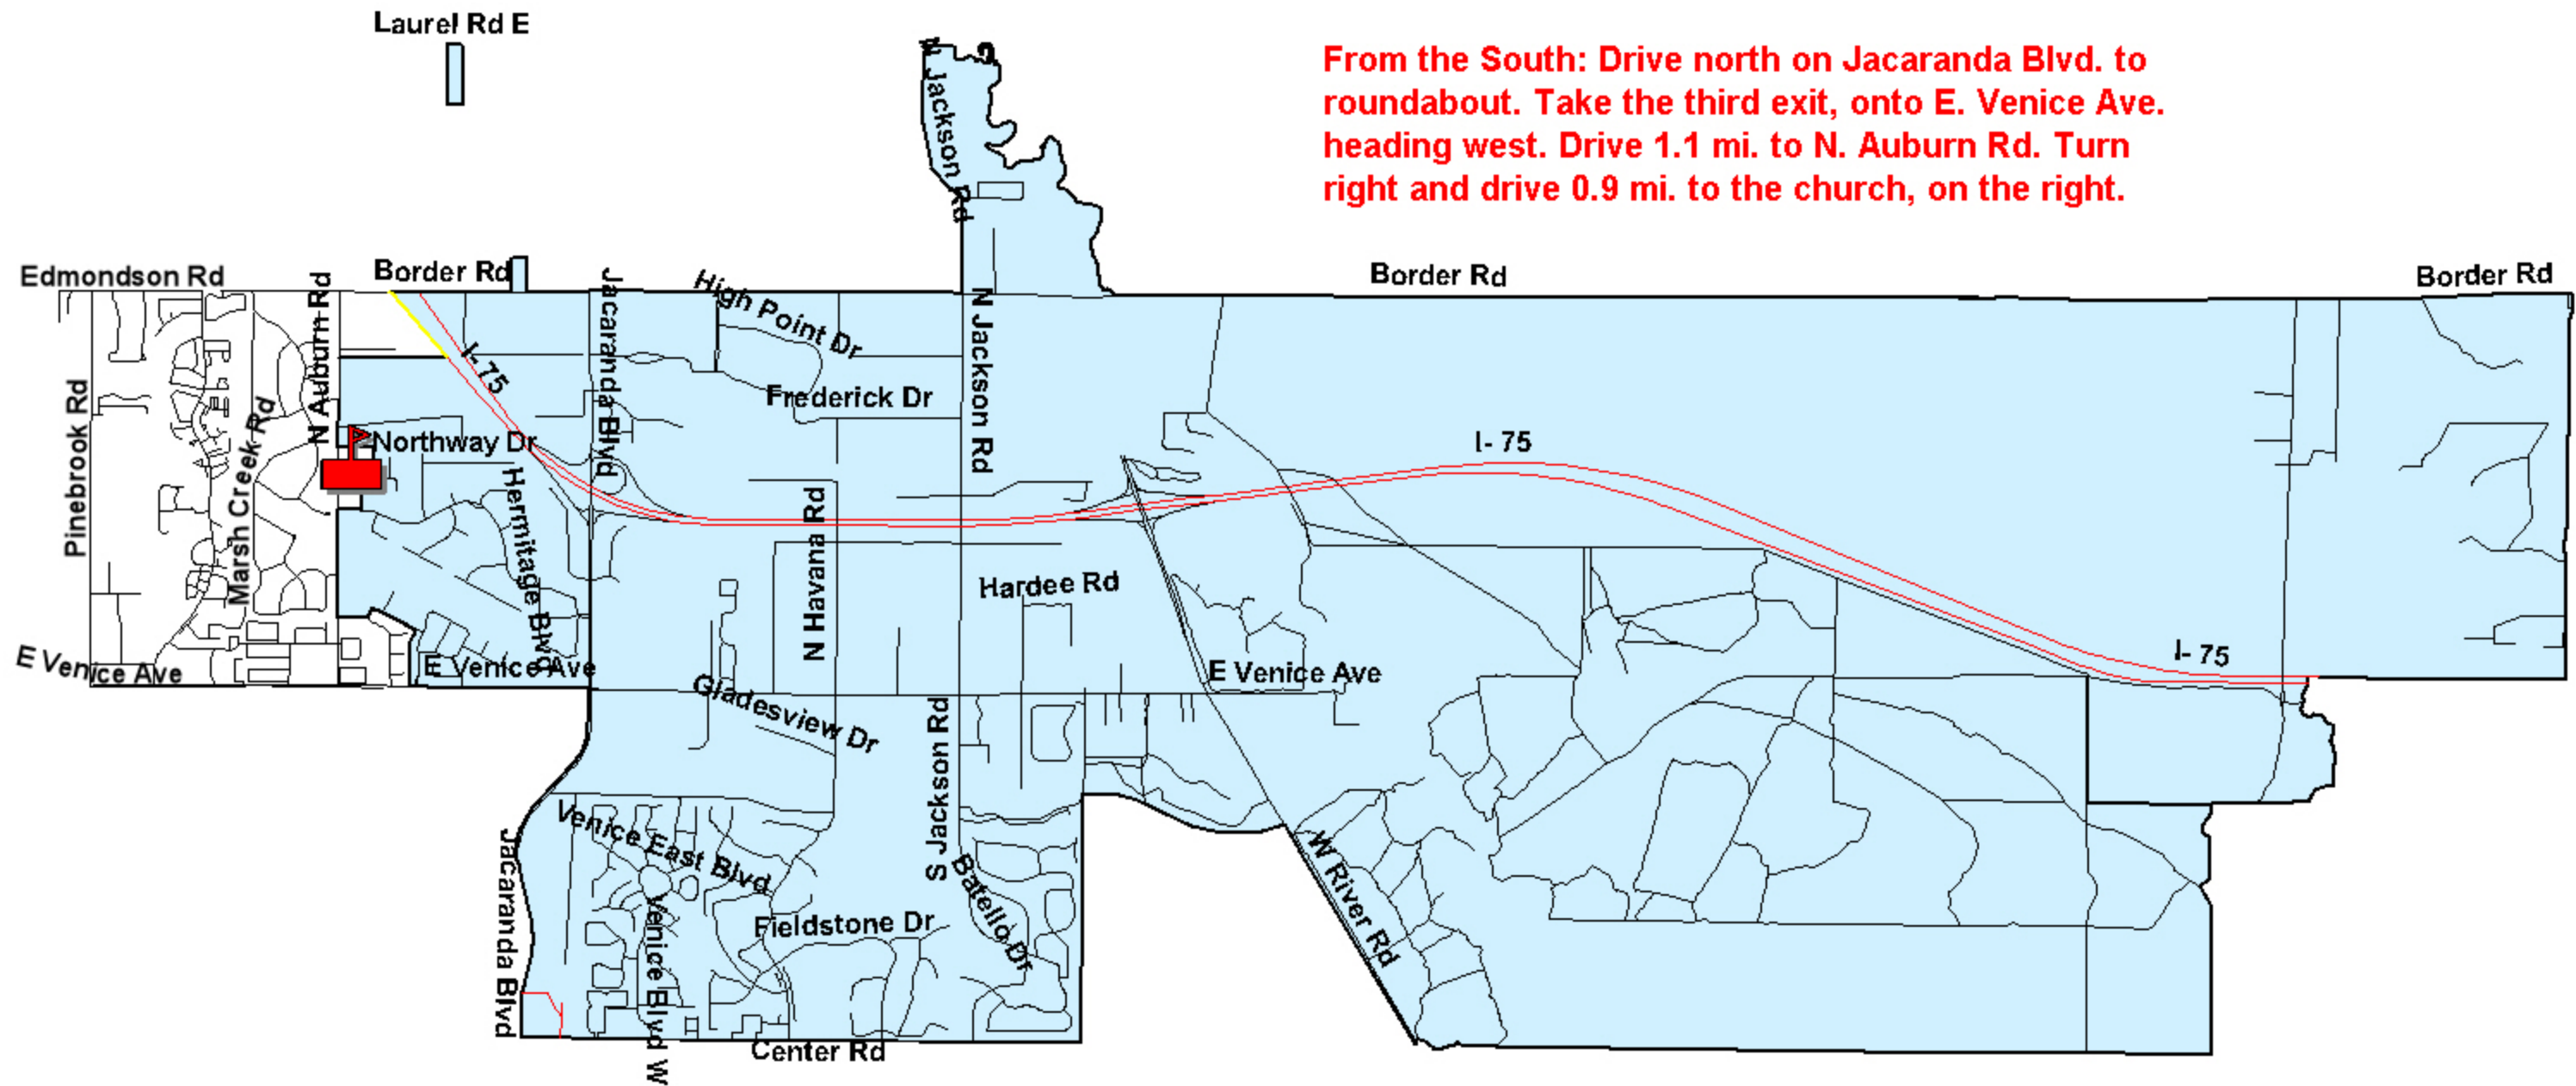 Laurel Rd E
From the South: Drive north on Jacaranda Blvd. to
roundabout. Take the third exit, onto E. Venice Ave.
heading west. Drive 1.1 mi. to N. Auburn Rd. Turn
right and drive 0.9 mi. to the church, on the right.
N Jackson Rd
Edmondson Rd
Border Rd
Border Rd
Border Rd
N Auburn Rd
Jacaranda Blvd
High Point Dr
N Jackson Rd
I- 75
Pinebrook Rd
Marsh Creek Rd
Frederick Dr
Northway Dr
I- 75
Hermitage Blvd
N Havana Rd
Hardee Rd
E Venice Ave
E Venice Ave
E Venice Ave
I- 75
Gladesview Dr
S Jackson Rd
Jacaranda Blvd
Venice East Blvd
Batello Dr
W River Rd
Venice Blvd W
Fieldstone Dr
Center Rd